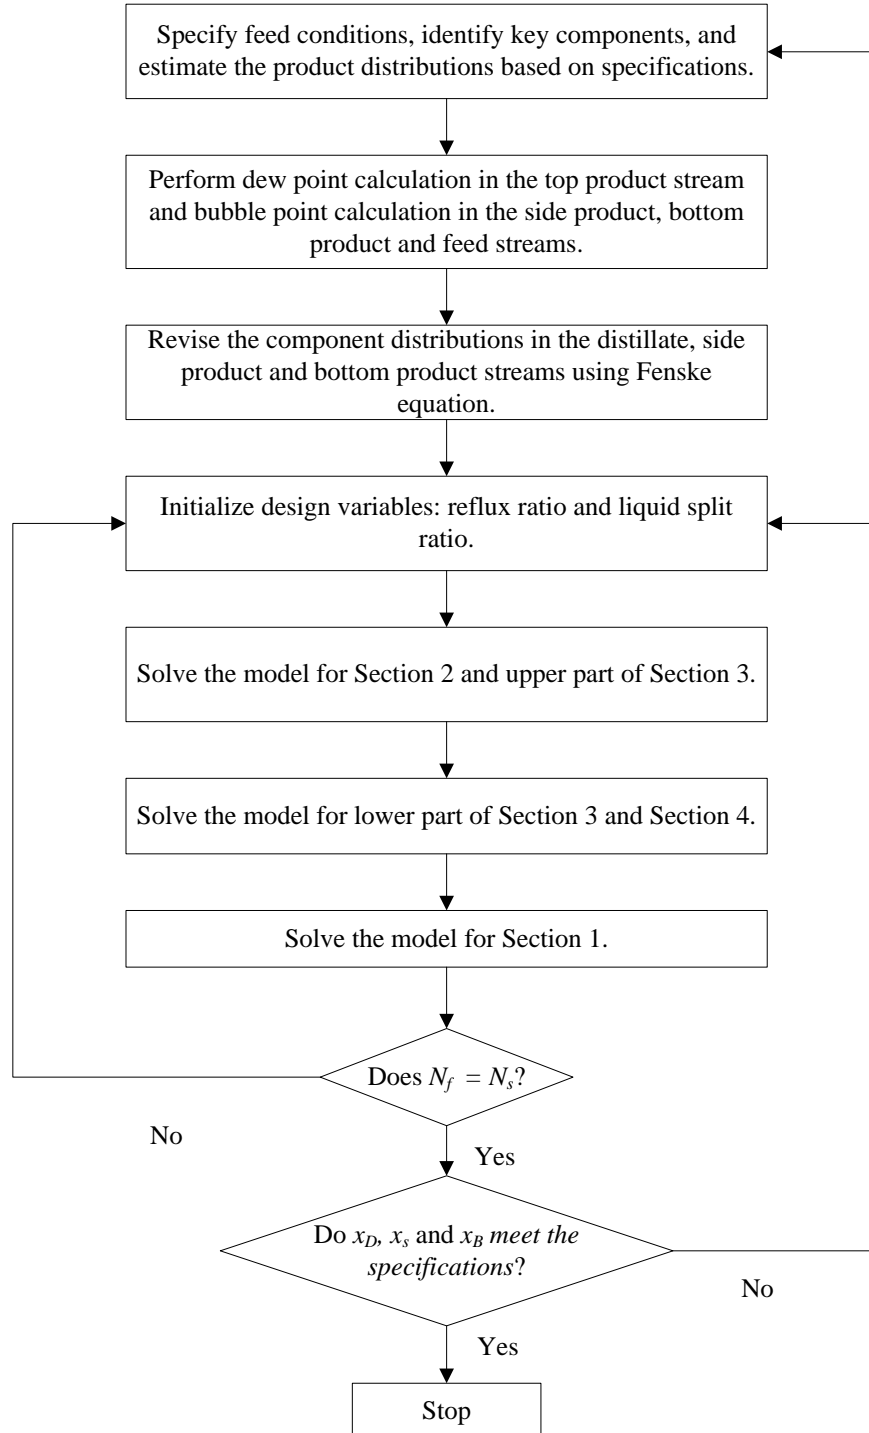 Specify feed conditions, identify key components, and
estimate the product distributions based on specifications.
Perform dew point calculation in the top product stream
and bubble point calculation in the side product, bottom
product and feed streams.
Revise the component distributions in the distillate, side
product and bottom product streams using Fenske
equation.
Initialize design variables: reflux ratio and liquid split
ratio.
Solve the model for Section 2 and upper part of Section 3.
Solve the model for lower part of Section 3 and Section 4.
Solve the model for Section 1.
Does N_f = N_s?
No
Yes
Do x_D, x_s and x_B meet the
specifications?
No
Yes
Stop